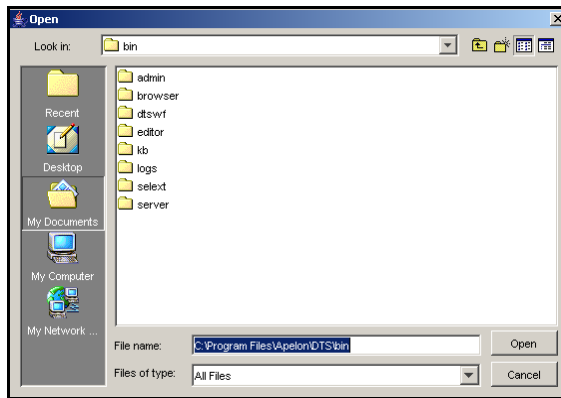 Open
Look in:
bin
admin
browser
dtswf
editor
kb
logs
selext
server
Recent
Desktop
My Documents
My Computer
My Network ...
File name:
C:\Program Files\Apelon\DTS\bin
Open
Files of type:
All Files
Cancel